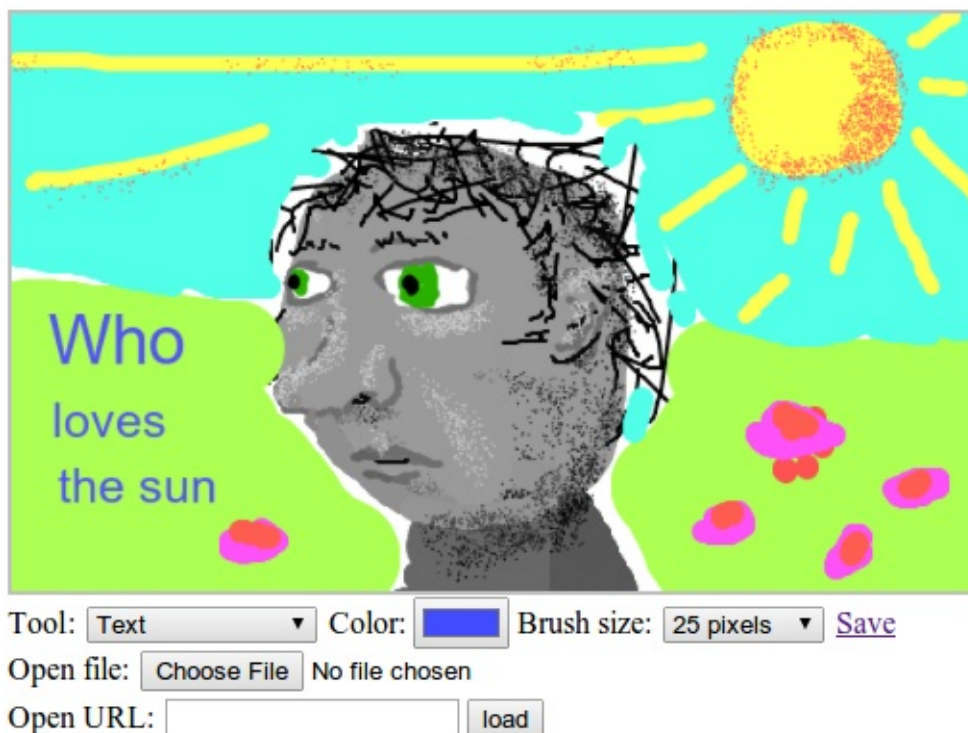 Who
loves
the sun
Tool: Text Color: Brush size: 25 pixels Save
Open file: Choose File No file chosen
Open URL: load